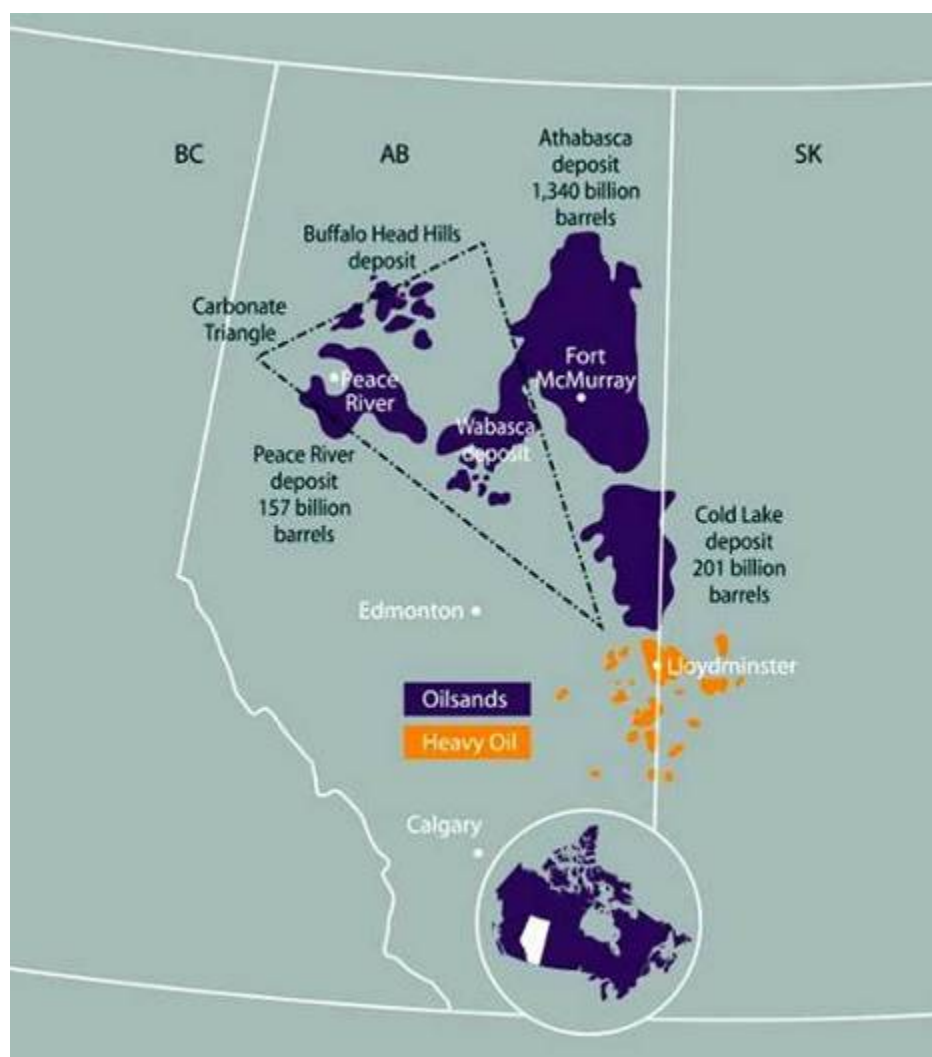 BC
AB
SK
Athabasca
deposit
1,340 billion
barrels
Buffalo Head Hills
deposit
Carbonate
Triangle
Fort
McMurray
Peace
River
Wabasca
deposit
Peace River
deposit
157 billion
barrels
Cold Lake
deposit
201 billion
barrels
Edmonton
Lloydminster
Oilsands
Heavy Oil
Calgary